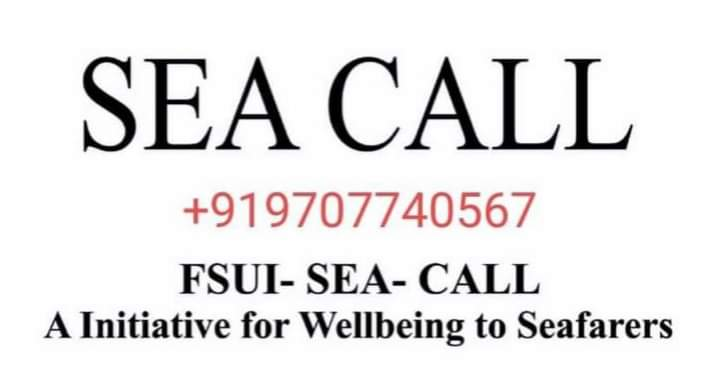 SEA CALL
+919707740567
FSUI- SEA- CALL
A Initiative for Wellbeing to Seafarers